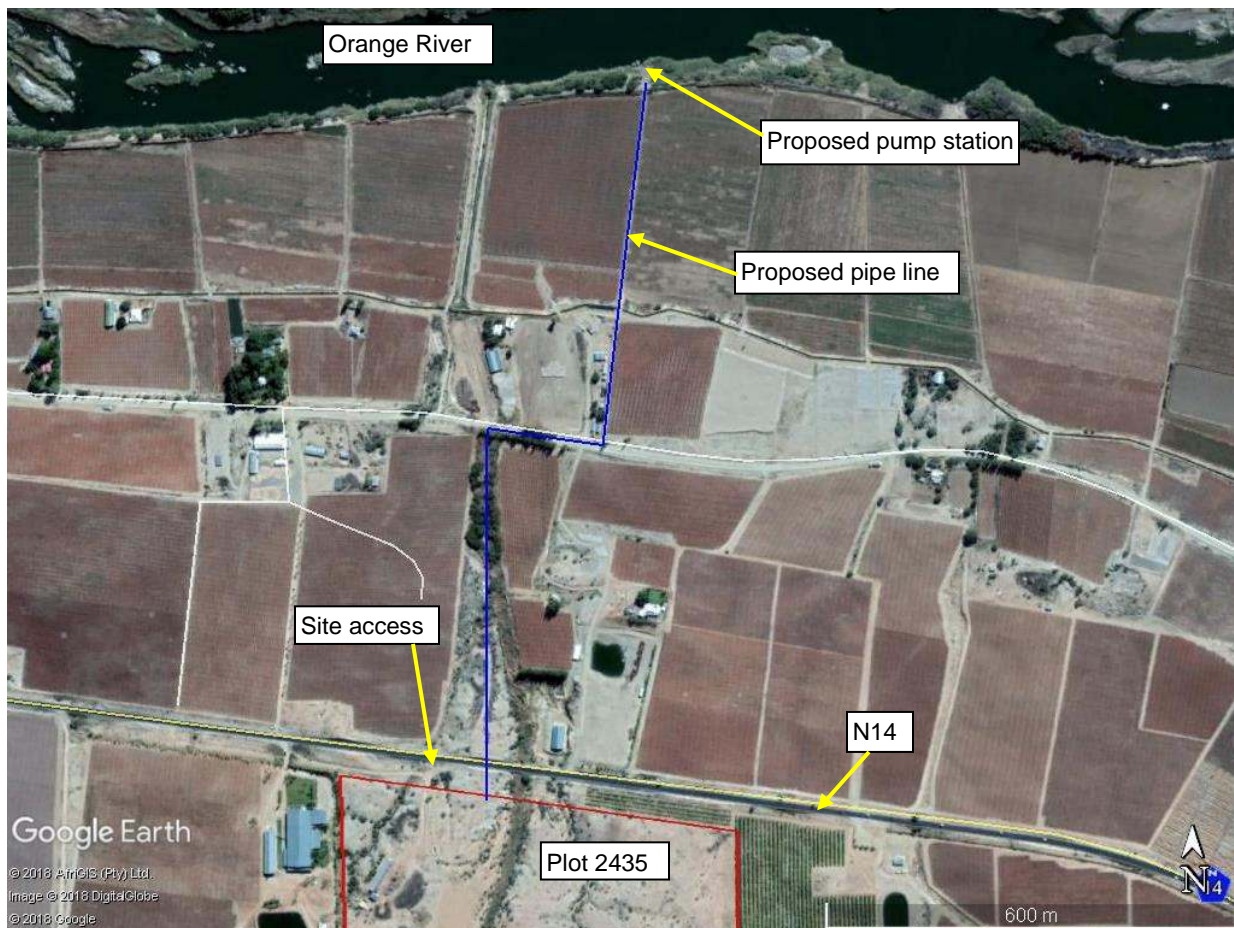 Orange River
Proposed pump station
Proposed pipe line
Site access
N14
Plot 2435
Google Earth
© 2018 AfriGIS (Pty) Ltd.
Image © 2018 DigitalGlobe
© 2018 Google
N
N14
600 m